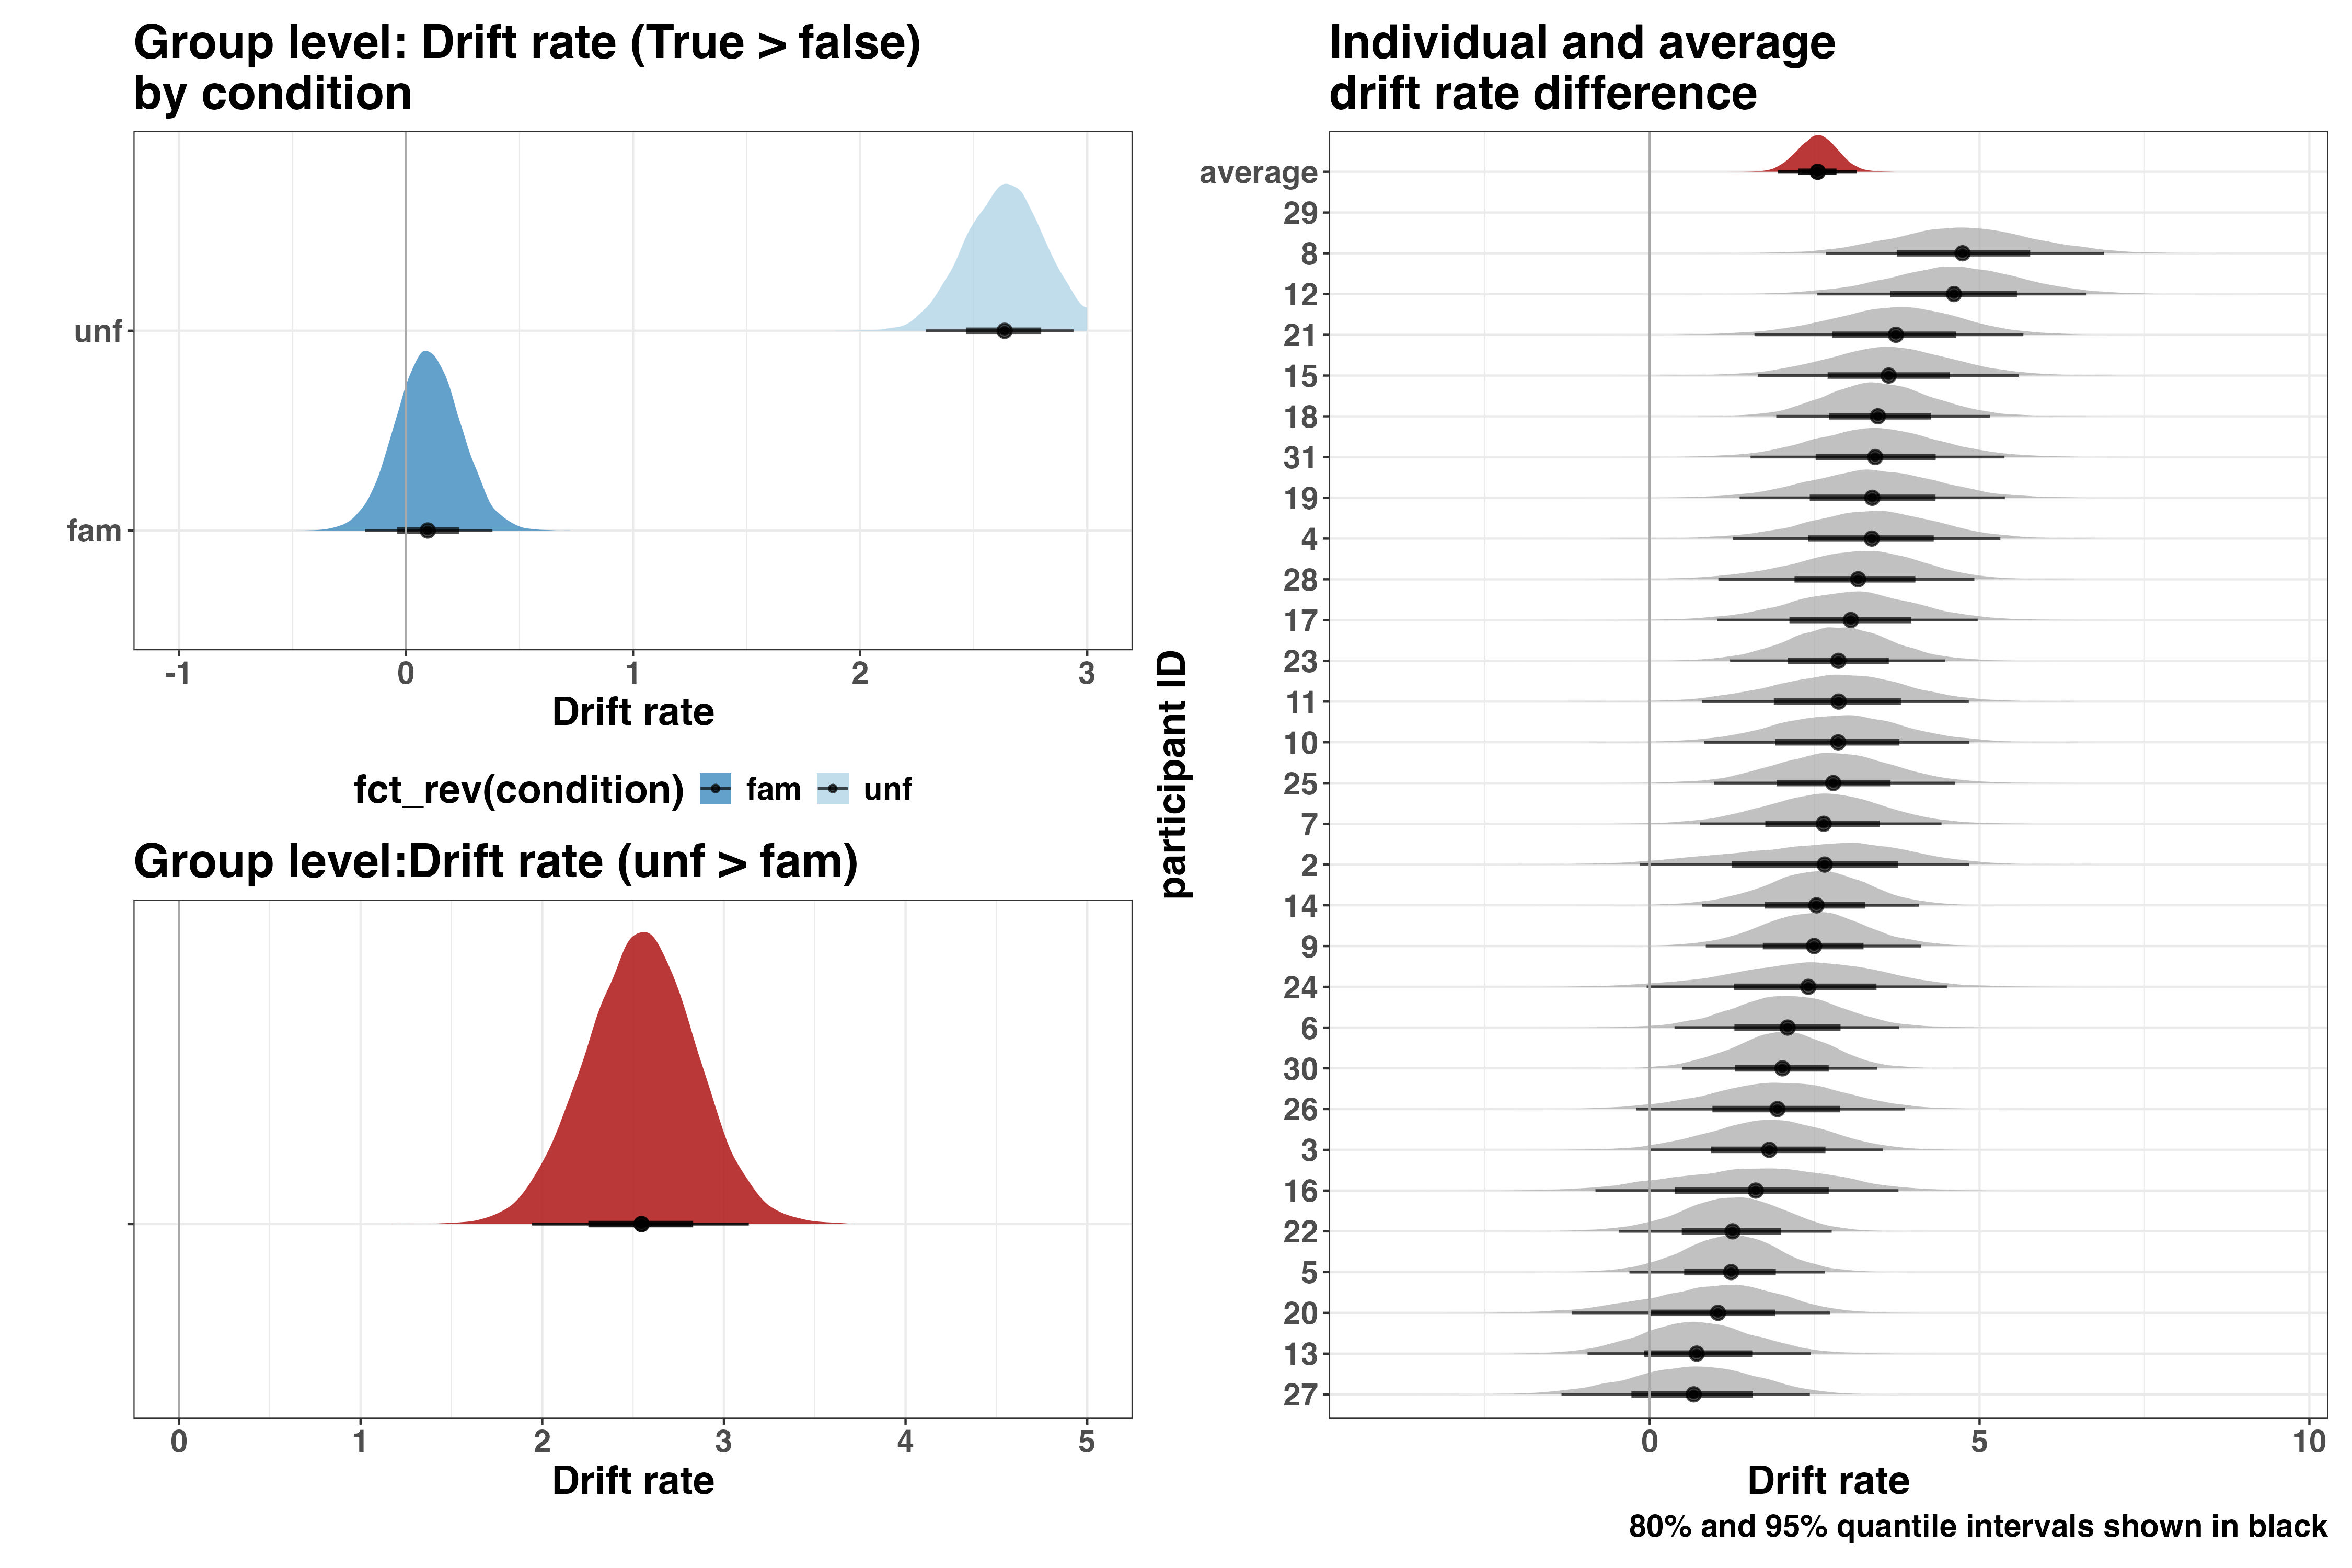 Group level: Drift rate (True > false)
by condition
unf
fam
-1 0 1 2 3
Drift rate
fct_rev(condition) fam unf
Group level:Drift rate (unf > fam)
0 1 2 3 4 5
Drift rate
Individual and average
drift rate difference
participant ID
average
29
8
12
21
15
18
31
19
4
28
17
23
11
10
25
7
2
14
9
24
6
30
26
3
16
22
5
20
13
27
0 5 10
Drift rate
80% and 95% quantile intervals shown in black